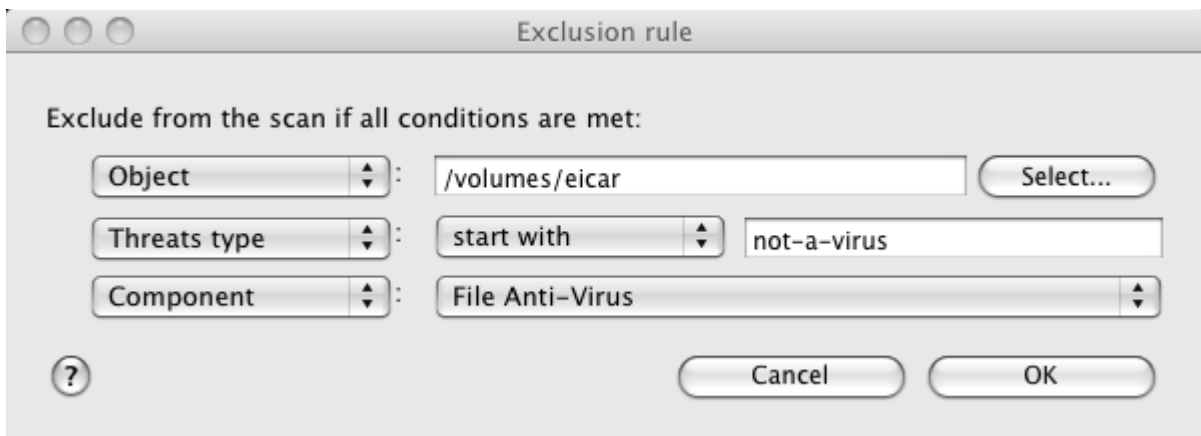 Exclusion rule
Exclude from the scan if all conditions are met:
Object : /volumes/eicar Select...
Threats type : start with not-a-virus
Component : File Anti-Virus
? Cancel OK